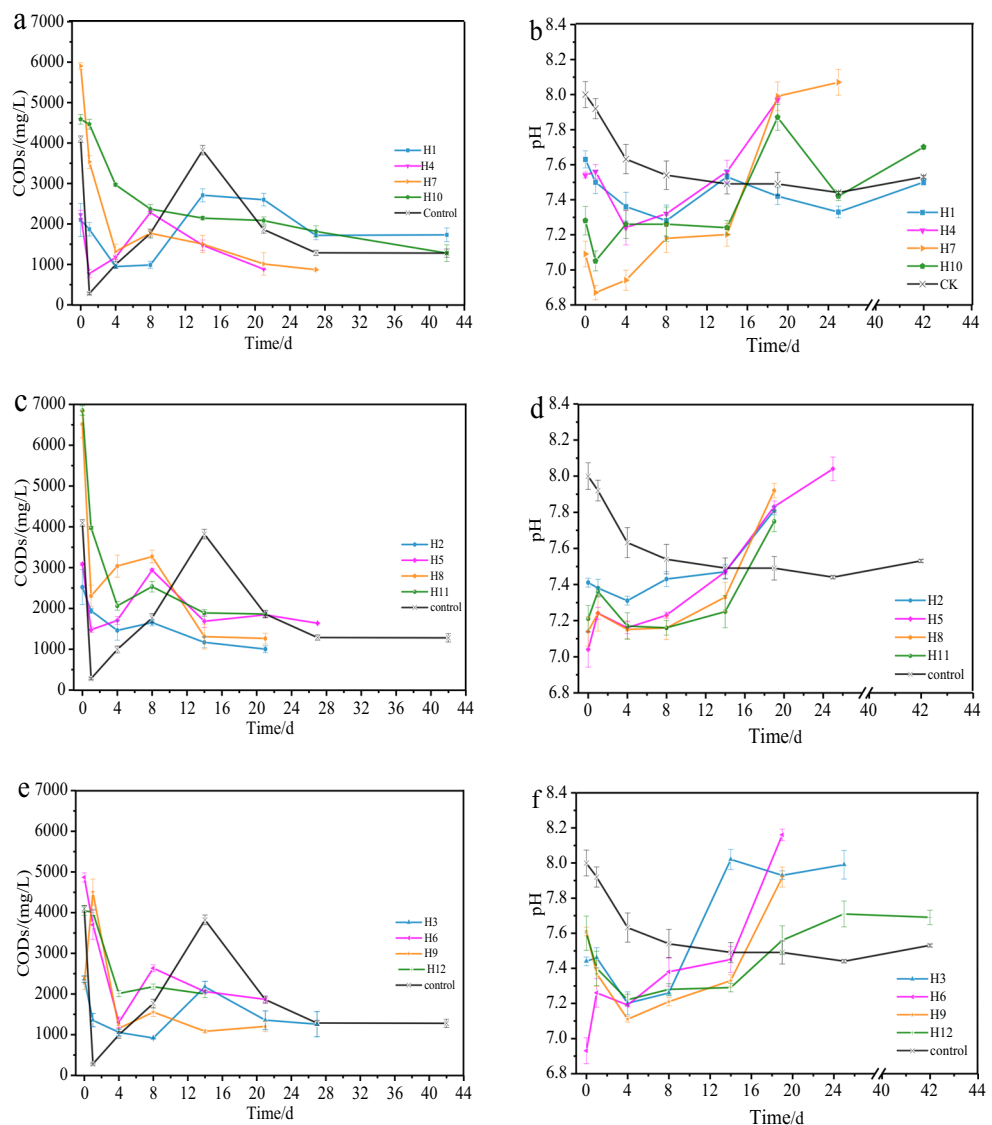 a
CODs/(mg/L)
7000
6000
5000
4000
3000
2000
1000
0
H1
H4
H7
H10
Control
0 4 8 12 16 20 24 28 32 36 40 44
Time/d
b
pH
8.4
8.2
8.0
7.8
7.6
7.4
7.2
7.0
6.8
H1
H4
H7
H10
CK
0 4 8 12 16 20 24 40 42 44
Time/d
c
CODs/(mg/L)
7000
6000
5000
4000
3000
2000
1000
0
H2
H5
H8
H11
control
0 4 8 12 16 20 24 28 32 36 40 44
Time/d
d
pH
8.4
8.2
8.0
7.8
7.6
7.4
7.2
7.0
6.8
H2
H5
H8
H11
control
0 4 8 12 16 20 24 40 42 44
Time/d
e
CODs/(mg/L)
7000
6000
5000
4000
3000
2000
1000
0
H3
H6
H9
H12
control
0 4 8 12 16 20 24 28 32 36 40 44
Time/d
f
pH
8.4
8.2
8.0
7.8
7.6
7.4
7.2
7.0
6.8
H3
H6
H9
H12
control
0 4 8 12 16 20 24 40 42 44
Time/d